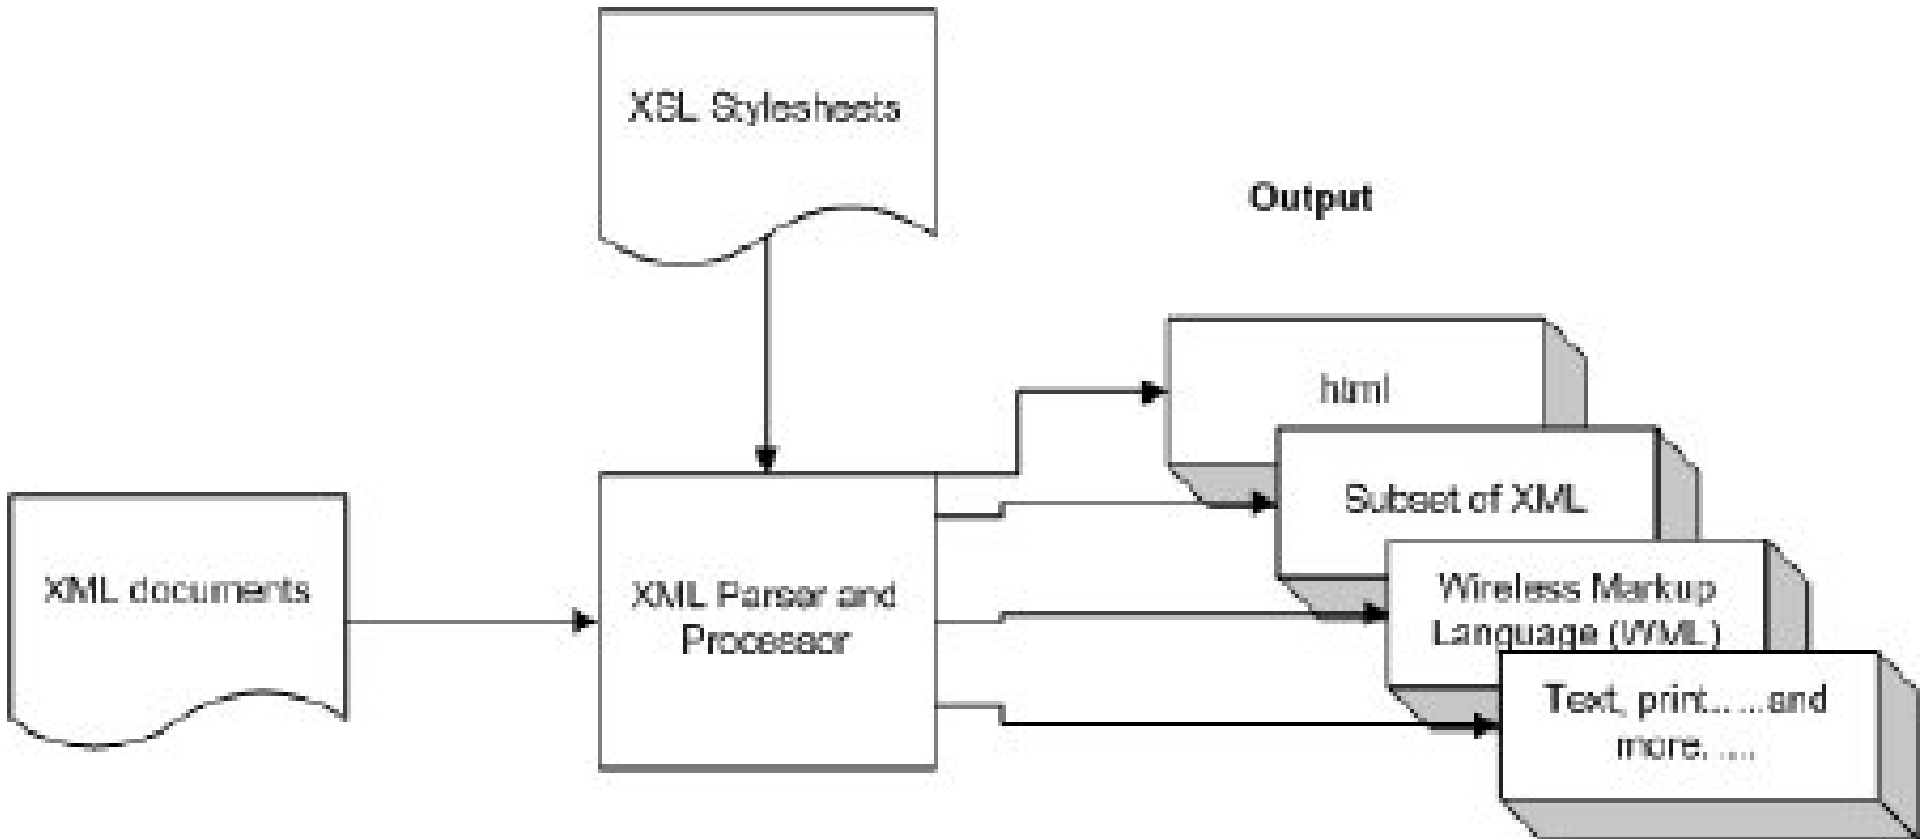 XSL Stylesheets
Output
html
Subset of XML
XML documents
XML Parser and
Processor
Wireless Markup
Language (WML)
Text, print......and
more.....